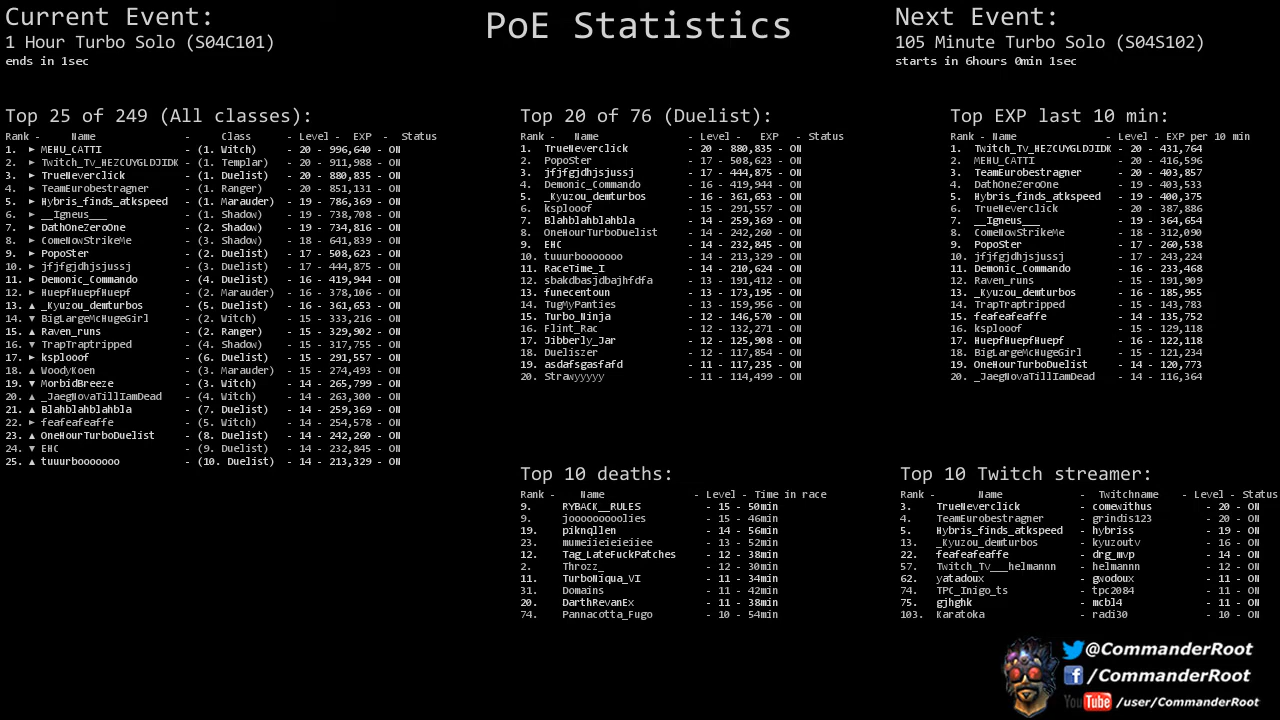 Current Event:
1 Hour Turbo Solo (S04C101)
ends in 1sec
PoE Statistics
Next Event:
105 Minute Turbo Solo (S04S102)
starts in 6hours 0min 1sec
Top 25 of 249 (All classes):
Rank - Name - Class - Level - EXP - Status
1. ► MEHU_CATTI - (1. Witch) - 20 - 996,640 - ON
2. ► Twitch_Tv_HEZCUYGLDJIDK - (1. Templar) - 20 - 911,988 - ON
3. ► TrueNeverclick - (1. Duelist) - 20 - 880,835 - ON
4. ► TeamEurobestragner - (1. Ranger) - 20 - 851,131 - ON
5. ► Hybris_finds_atkspeed - (1. Marauder) - 19 - 786,369 - ON
6. ► __Igneus___ - (1. Shadow) - 19 - 738,708 - ON
7. ► DathOneZeroOne - (2. Shadow) - 19 - 734,816 - ON
8. ► ComeNowStrikeMe - (3. Shadow) - 18 - 641,839 - ON
9. ► PopoSter - (2. Duelist) - 17 - 508,623 - ON
10. ► jfjfgjdhjsjussj - (3. Duelist) - 17 - 444,875 - ON
11. ► Demonic_Commando - (4. Duelist) - 16 - 419,944 - ON
12. ► HuepfHuepfHuepf - (2. Marauder) - 16 - 378,106 - ON
13. ▲ _Kyuzou_demturbos - (5. Duelist) - 16 - 361,653 - ON
14. ▼ BigLargeMcHugeGirl - (2. Witch) - 15 - 333,216 - ON
15. ▲ Raven_runs - (2. Ranger) - 15 - 329,902 - ON
16. ▼ TrapTraptripped - (4. Shadow) - 15 - 317,755 - ON
17. ► ksplooof - (6. Duelist) - 15 - 291,557 - ON
18. ▲ WoodyKoen - (3. Marauder) - 15 - 274,493 - ON
19. ▼ MorbidBreeze - (3. Witch) - 14 - 265,799 - ON
20. ▲ _JaegNovaTillIamDead - (4. Witch) - 14 - 263,300 - ON
21. ▲ Blahblahblahbla - (7. Duelist) - 14 - 259,369 - ON
22. ► feafeafeaffe - (5. Witch) - 14 - 254,578 - ON
23. ▲ OneHourTurboDuelist - (8. Duelist) - 14 - 242,260 - ON
24. ▼ EHC - (9. Duelist) - 14 - 232,845 - ON
25. ▲ tuuurbooooooo - (10. Duelist) - 14 - 213,329 - ON
Top 20 of 76 (Duelist):
Rank - Name - Level - EXP - Status
1. TrueNeverclick - 20 - 880,835 - ON
2. PopoSter - 17 - 508,623 - ON
3. jfjfgjdhjsjussj - 17 - 444,875 - ON
4. Demonic_Commando - 16 - 419,944 - ON
5. _Kyuzou_demturbos - 16 - 361,653 - ON
6. ksplooof - 15 - 291,557 - ON
7. Blahblahblahbla - 14 - 259,369 - ON
8. OneHourTurboDuelist - 14 - 242,260 - ON
9. EHC - 14 - 232,845 - ON
10. tuuurbooooooo - 14 - 213,329 - ON
11. RaceTime_I - 14 - 210,624 - ON
12. sbakdbasjdbajhfdfa - 13 - 191,412 - ON
13. funecentoun - 13 - 173,195 - ON
14. TugMyPanties - 13 - 159,956 - ON
15. Turbo_Ninja - 12 - 146,570 - ON
16. Flint_Rac - 12 - 132,271 - ON
17. Jibberly_Jar - 12 - 125,908 - ON
18. Dueliszer - 12 - 117,854 - ON
19. asdafsgasfafd - 11 - 117,235 - ON
20. Strawyyyyy - 11 - 114,499 - ON
Top EXP last 10 min:
Rank - Name - Level - EXP per 10 min
1. Twitch_Tv_HEZCUYGLDJIDK - 20 - 431,764
2. MEHU_CATTI - 20 - 416,596
3. TeamEurobestragner - 20 - 403,857
4. DathOneZeroOne - 19 - 403,533
5. Hybris_finds_atkspeed - 19 - 400,375
6. TrueNeverclick - 20 - 387,886
7. __Igneus___ - 19 - 364,654
8. ComeNowStrikeMe - 18 - 312,090
9. PopoSter - 17 - 260,538
10. jfjfgjdhjsjussj - 17 - 243,224
11. Demonic_Commando - 16 - 233,468
12. Raven_runs - 15 - 191,909
13. _Kyuzou_demturbos - 16 - 185,955
14. TrapTraptripped - 15 - 143,783
15. feafeafeaffe - 14 - 135,752
16. ksplooof - 15 - 129,118
17. HuepfHuepfHuepf - 16 - 122,118
18. BigLargeMcHugeGirl - 15 - 121,234
19. OneHourTurboDuelist - 14 - 120,773
20. _JaegNovaTillIamDead - 14 - 116,364
Top 10 deaths:
Rank - Name - Level - Time in race
9. RYBACK__RULES - 15 - 50min
9. jooooooooolies - 15 - 46min
19. piknqllen - 14 - 56min
23. mumeiieieieiiee - 13 - 52min
12. Tag_LateFuckPatches - 12 - 38min
2. Throzz_ - 12 - 30min
11. TurboNiqua_VI - 11 - 34min
31. Domains - 11 - 42min
20. DarthRevanEx - 11 - 38min
74. Pannacotta_Fugo - 10 - 54min
Top 10 Twitch streamer:
Rank - Name - Twitchname - Level - Status
3. TrueNeverclick - comewithus - 20 - ON
4. TeamEurobestragner - grindis123 - 20 - ON
5. Hybris_finds_atkspeed - hybriss - 19 - ON
13. _Kyuzou_demturbos - kyuzoutv - 16 - ON
22. feafeafeaffe - drg_mvp - 14 - ON
57. Twitch_Tv___helmannn - helmannn - 12 - ON
62. yatadoux - gwodoux - 11 - ON
74. TPC_Inigo_ts - tpc2084 - 11 - ON
75. gjhghk - mcbl4 - 11 - ON
103. Karatoka - radi30 - 10 - ON
@CommanderRoot
f /CommanderRoot
YouTube /user/CommanderRoot